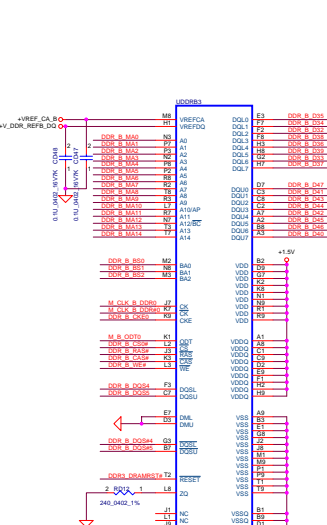 UDDRB3
+VREF_CA_B M8 VREFCA DQL0 E3 DDR_B_D35
+V_DDR_REFB_DQ H1 VREFDQ DQL1 F7 DDR_B_D34
DQL2 F2 DDR_B_D32
DDR_B_MA0 N3 A0 DQL3 F8 DDR_B_D38
DDR_B_MA1 P7 A1 DQL4 H3
DDR_B_MA2 P3 A2 DQL5 H8
DDR_B_MA3 N2 A3 DQL6 G2
DDR_B_MA4 P8 A4 DQL7 H7 DDR_B_D37
DDR_B_MA5 P2 A5
DDR_B_MA6 R8 A6
DDR_B_MA7 R2 A7 DQU0 D7 DDR_B_D47
DDR_B_MA8 T8 A8 DQU1 C3 DDR_B_D41
DDR_B_MA9 R3 A9 DQU2 C8
DDR_B_MA10 L7 A10/AP DQU3 C2
DDR_B_MA11 R7 A11 DQU4 A7
DDR_B_MA12 N7 A12/BC DQU5 A2
DDR_B_MA13 T3 A13 DQU6 B8
DDR_B_MA14 T7 A14 DQU7 A3 DDR_B_D40
CD48 2 1 0.1U_0402_16V7K
CD47 2 1 0.1U_0402_16V7K
+1.5V
DDR_B_BS0 M2 BA0 VDD B2
DDR_B_BS1 N8 BA1 VDD D9
DDR_B_BS2 M3 BA2 VDD G7
VDD K2
VDD K8
VDD N1
M_CLK_B_DDR0 J7 CK VDD N9
M_CLK_B_DDR#0 K7 CK VDD R1
DDR_B_CKE0 K9 CKE VDD R9
M_B_ODT0 K1 ODT VDDQ A1
DDR_B_CS0# L2 CS VDDQ A8
DDR_B_RAS# J3 RAS VDDQ C1
DDR_B_CAS# K3 CAS VDDQ C9
DDR_B_WE# L3 WE VDDQ D2
VDDQ E9
VDDQ F1
DDR_B_DQS4 F3 DQSL VDDQ H2
DDR_B_DQS5 C7 DQSU VDDQ H9
E7 DML VSS A9
D3 DMU VSS B3
VSS E1
VSS G8
DDR_B_DQS#4 G3 DQSL VSS J2
DDR_B_DQS#5 B7 DQSU VSS J8
VSS M1
VSS M9
VSS P1
DDR3_DRAMRST# T2 RESET VSS P9
VSS T1
2 RD12 1 L8 ZQ VSS T9
240_0402_1%
J1 NC VSSQ B1
L1 NC VSSQ B9
J9 D1